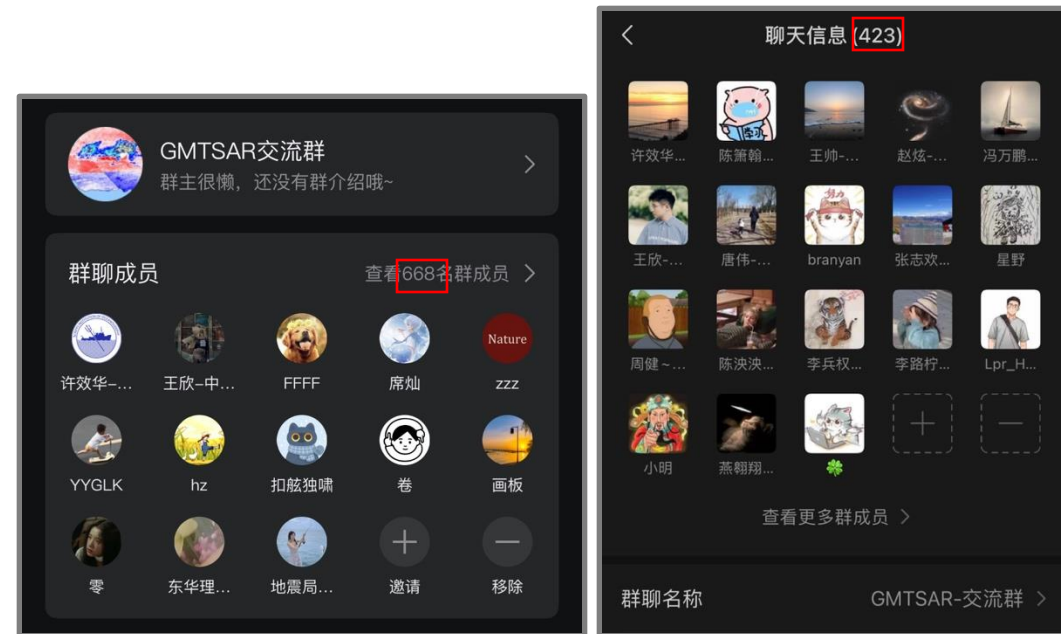 GMTSAR交流群
群主很懒，还没有群介绍哦~
群聊成员
查看668名群成员
Nature
许效华-...
王欣-中...
FFFF
席灿
zzz
YYGLK
hz
扣舷独啸
卷
画板
零
东华理...
地震局...
邀请
移除
聊天信息 (423)
许效华...
陈箫翰...
王帅-...
赵炫-...
冯万鹏...
王欣-...
唐伟-...
branyan
张志欢...
星野
周健~...
陈泱泱...
李兵权...
李路柠...
Lpr_H...
小明
燕翱翔...
查看更多群成员
群聊名称
GMTSAR-交流群